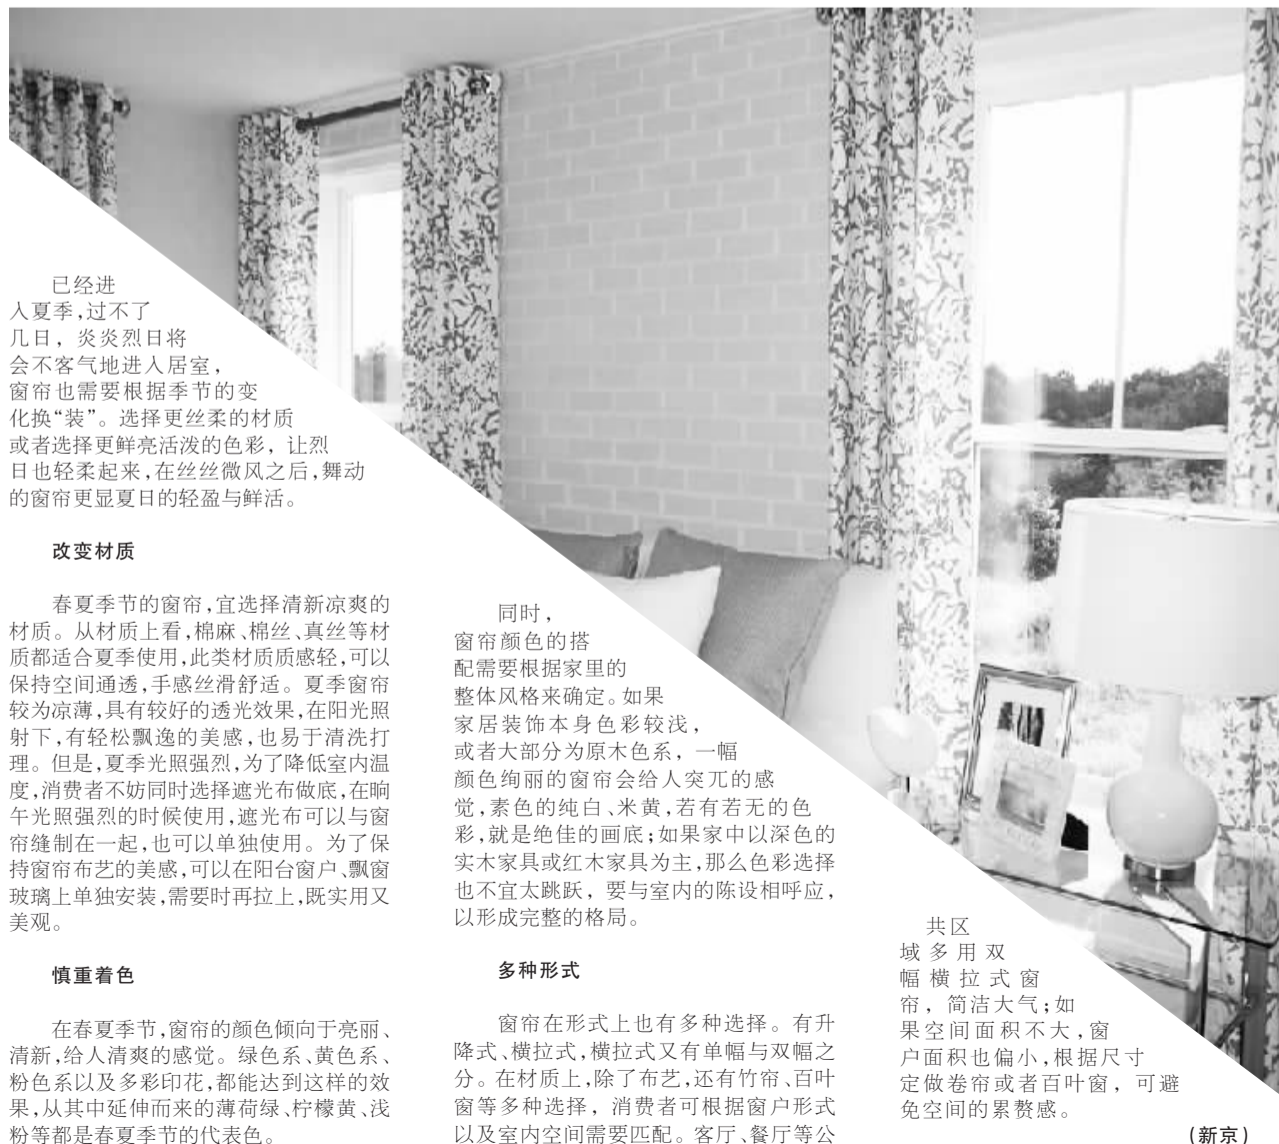 已经进
入夏季,过不了
几日，炎炎烈日将
会不客气地进入居室，
窗帘也需要根据季节的变
化换“装”。选择更丝柔的材质
或者选择更鲜亮活泼的色彩，让烈
日也轻柔起来,在丝丝微风之后,舞动
的窗帘更显夏日的轻盈与鲜活。
改变材质
春夏季节的窗帘,宜选择清新凉爽的
材质。从材质上看,棉麻、棉丝、真丝等材
质都适合夏季使用,此类材质质感轻,可以
保持空间通透,手感丝滑舒适。夏季窗帘
较为凉薄,具有较好的透光效果,在阳光照
射下,有轻松飘逸的美感,也易于清洗打
理。但是,夏季光照强烈,为了降低室内温
度,消费者不妨同时选择遮光布做底,在晌
午光照强烈的时候使用,遮光布可以与窗
帘缝制在一起,也可以单独使用。为了保
持窗帘布艺的美感,可以在阳台窗户、飘窗
玻璃上单独安装,需要时再拉上,既实用又
美观。
慎重着色
在春夏季节,窗帘的颜色倾向于亮丽、
清新,给人清爽的感觉。绿色系、黄色系、
粉色系以及多彩印花,都能达到这样的效
果,从其中延伸而来的薄荷绿、柠檬黄、浅
粉等都是春夏季节的代表色。
同时，
窗帘颜色的搭
配需要根据家里的
整体风格来确定。如果
家居装饰本身色彩较浅，
或者大部分为原木色系，一幅
颜色绚丽的窗帘会给人突兀的感
觉,素色的纯白、米黄,若有若无的色
彩,就是绝佳的画底;如果家中以深色的
实木家具或红木家具为主,那么色彩选择
也不宜太跳跃，要与室内的陈设相呼应，
以形成完整的格局。
多种形式
窗帘在形式上也有多种选择。有升
降式、横拉式,横拉式又有单幅与双幅之
分。在材质上,除了布艺,还有竹帘、百叶
窗等多种选择，消费者可根据窗户形式
以及室内空间需要匹配。客厅、餐厅等公
共区
域多用双
幅横拉式窗
帘，简洁大气;如
果空间面积不大,窗
户面积也偏小,根据尺寸
定做卷帘或者百叶窗，可避
免空间的累赘感。
(新京)